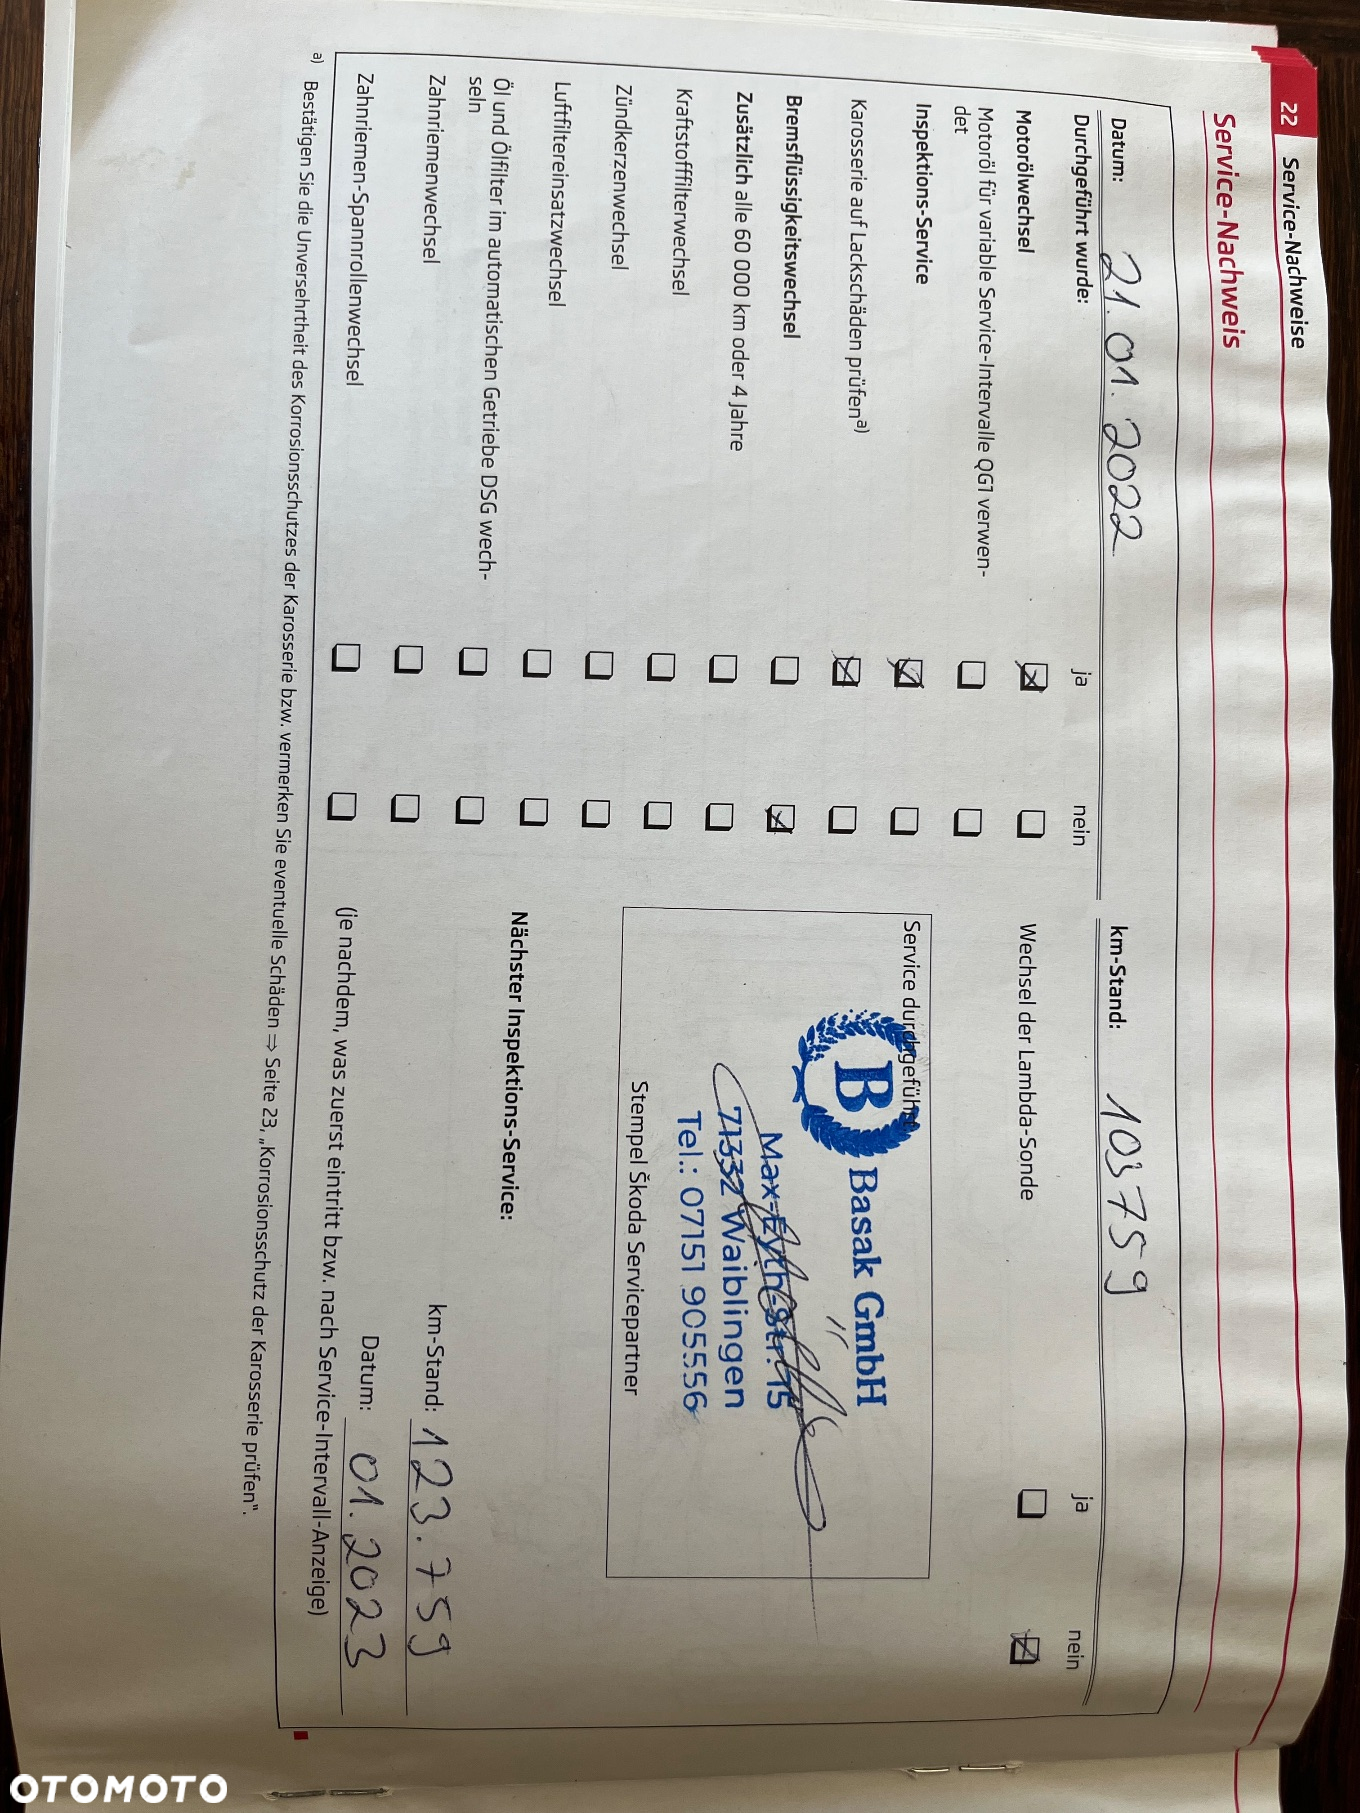 22 Service-Nachweise
Service-Nachweis
Datum: 21.01.2022 km-Stand: 103759
Durchgeführt wurde: ja nein ja nein
Motorölwechsel Wechsel der Lambda-Sonde
Motoröl für variable Service-Intervalle QG1 verwen-
det
Inspektions-Service
Karosserie auf Lackschäden prüfen a)
Bremsflüssigkeitswechsel
Zusätzlich alle 60 000 km oder 4 Jahre
Kraftstofffilterwechsel
Zündkerzenwechsel
Luftfiltereinsatzwechsel
Öl und Ölfilter im automatischen Getriebe DSG wech-
seln
Zahnriemenwechsel
Zahnriemen-Spannrollenwechsel
Service durchgeführt
B Basak GmbH
Max-Eyth-Str. 15
71332 Waiblingen
Tel.: 07151 905556
Stempel Škoda Servicepartner
Nächster Inspektions-Service:
km-Stand: 123.759
Datum: 01.2023
(je nachdem, was zuerst eintritt bzw. nach Service-Intervall-Anzeige)
a) Bestätigen Sie die Unversehrtheit des Korrosionsschutzes der Karosserie bzw. vermerken Sie eventuelle Schäden ⇒ Seite 23, „Korrosionsschutz der Karosserie prüfen“.
OTOMOTO